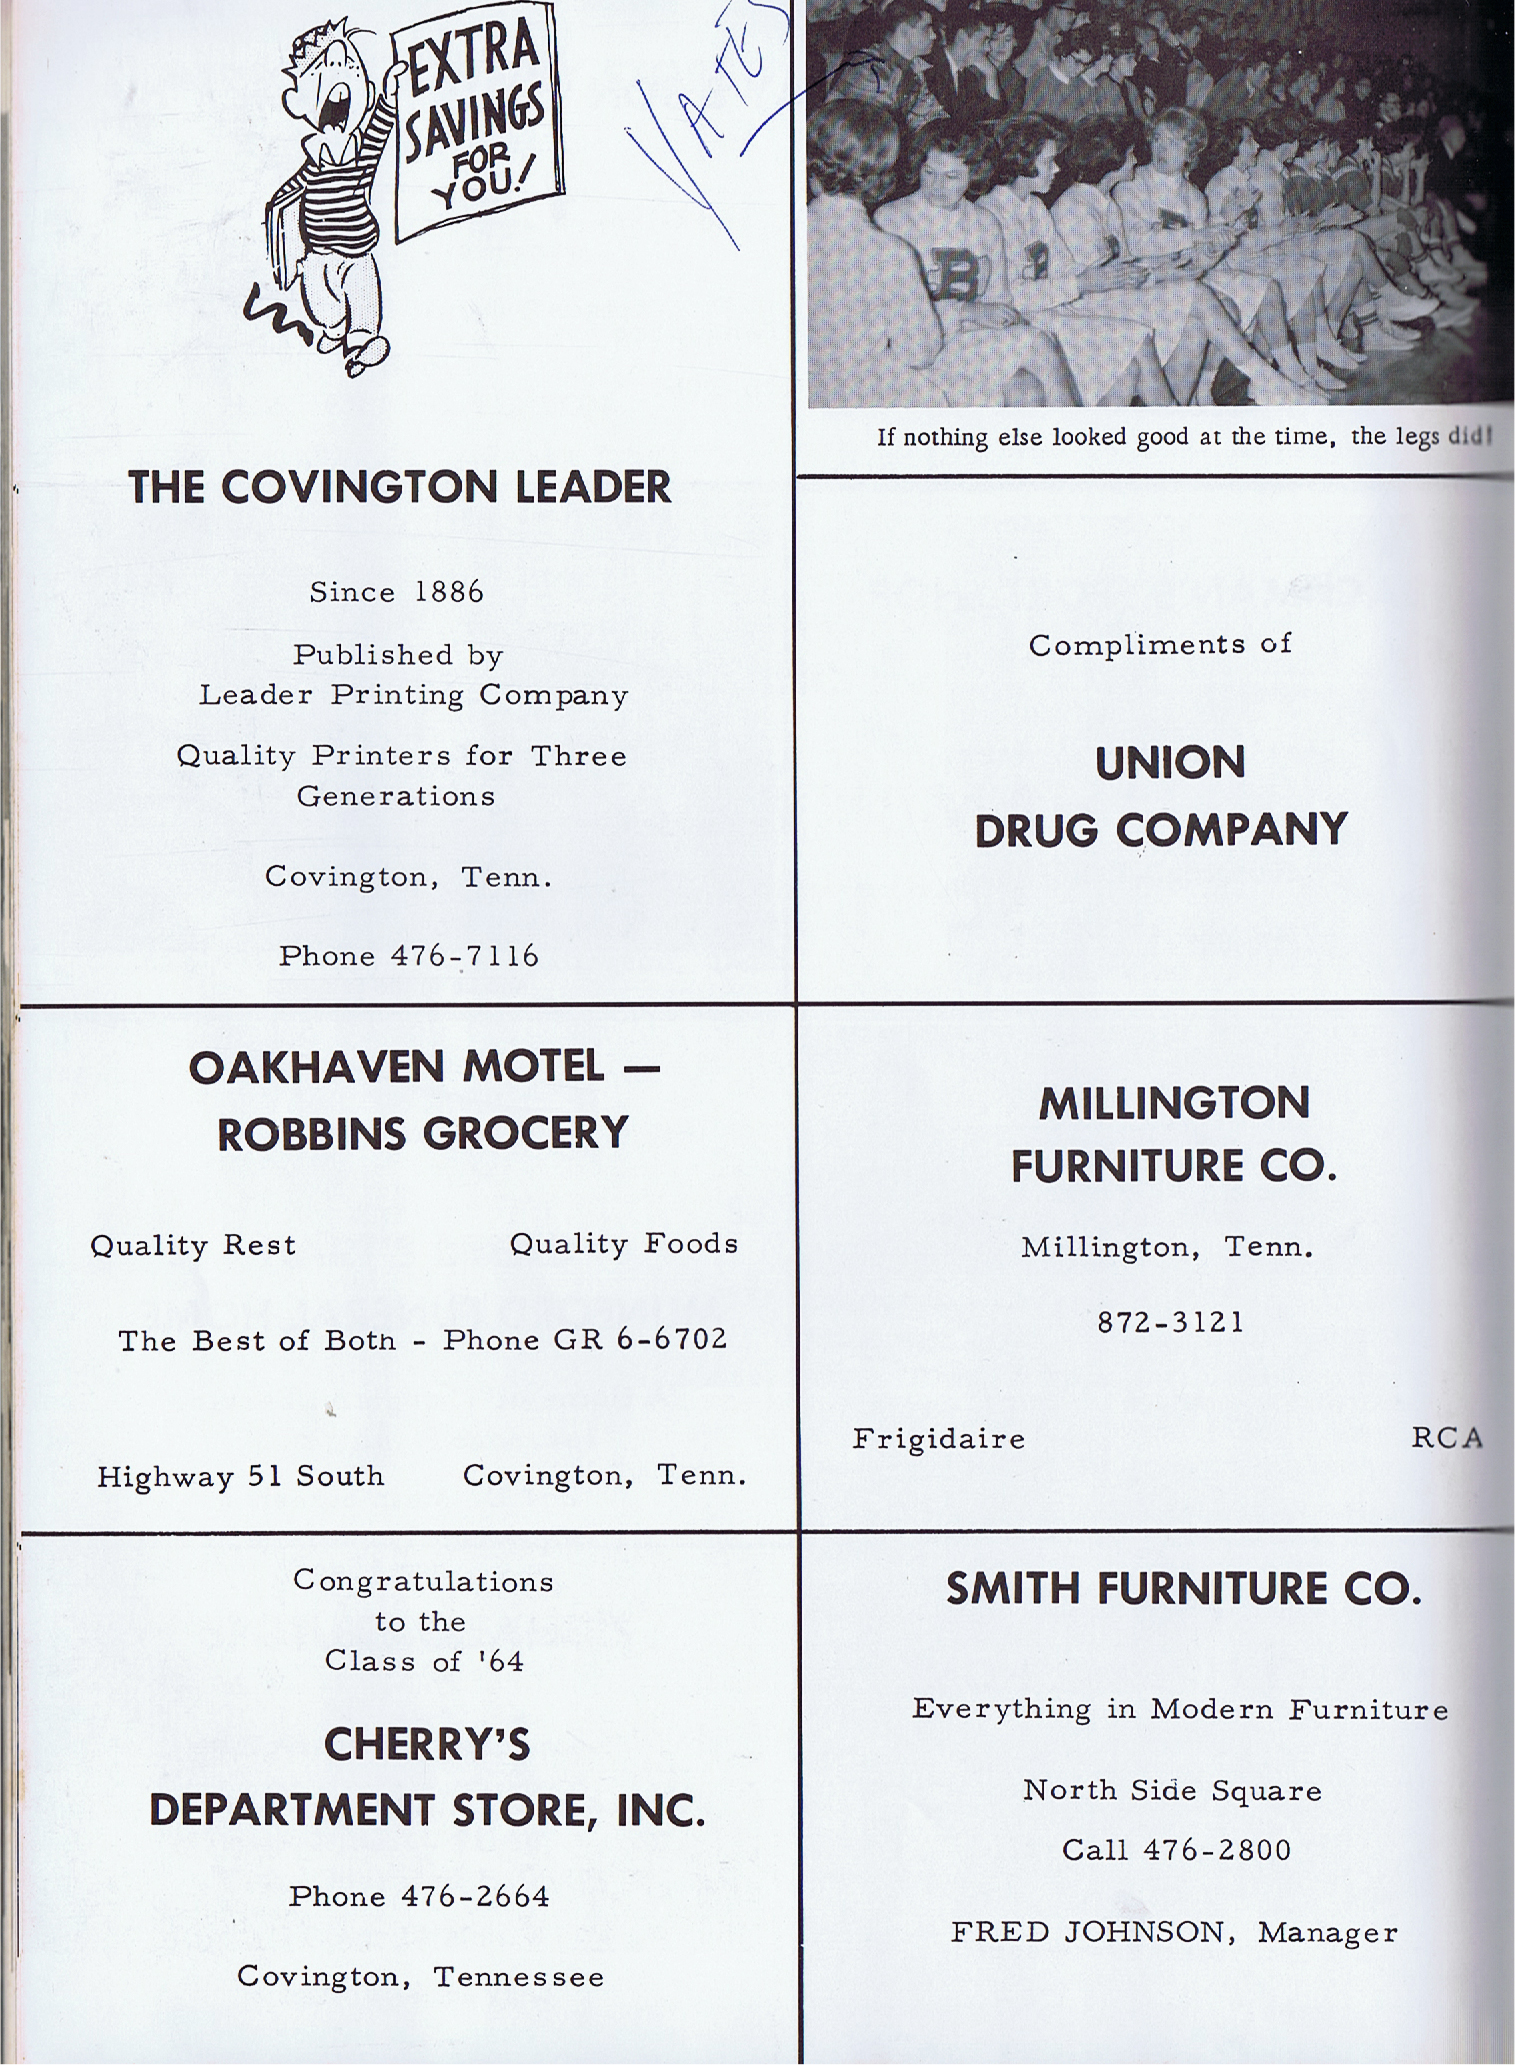 EXTRA
SAVINGS
FOR
YOU!
YATES
THE COVINGTON LEADER
Since 1886
Published by
Leader Printing Company
Quality Printers for Three
Generations
Covington, Tenn.
Phone 476-7116
B
If nothing else looked good at the time, the legs did!
Compliments of
UNION
DRUG COMPANY
OAKHAVEN MOTEL —
ROBBINS GROCERY
Quality Rest Quality Foods
The Best of Both - Phone GR 6-6702
Highway 51 South Covington, Tenn.
MILLINGTON
FURNITURE CO.
Millington, Tenn.
872-3121
Frigidaire RCA
Congratulations
to the
Class of '64
CHERRY'S
DEPARTMENT STORE, INC.
Phone 476-2664
Covington, Tennessee
SMITH FURNITURE CO.
Everything in Modern Furniture
North Side Square
Call 476-2800
FRED JOHNSON, Manager